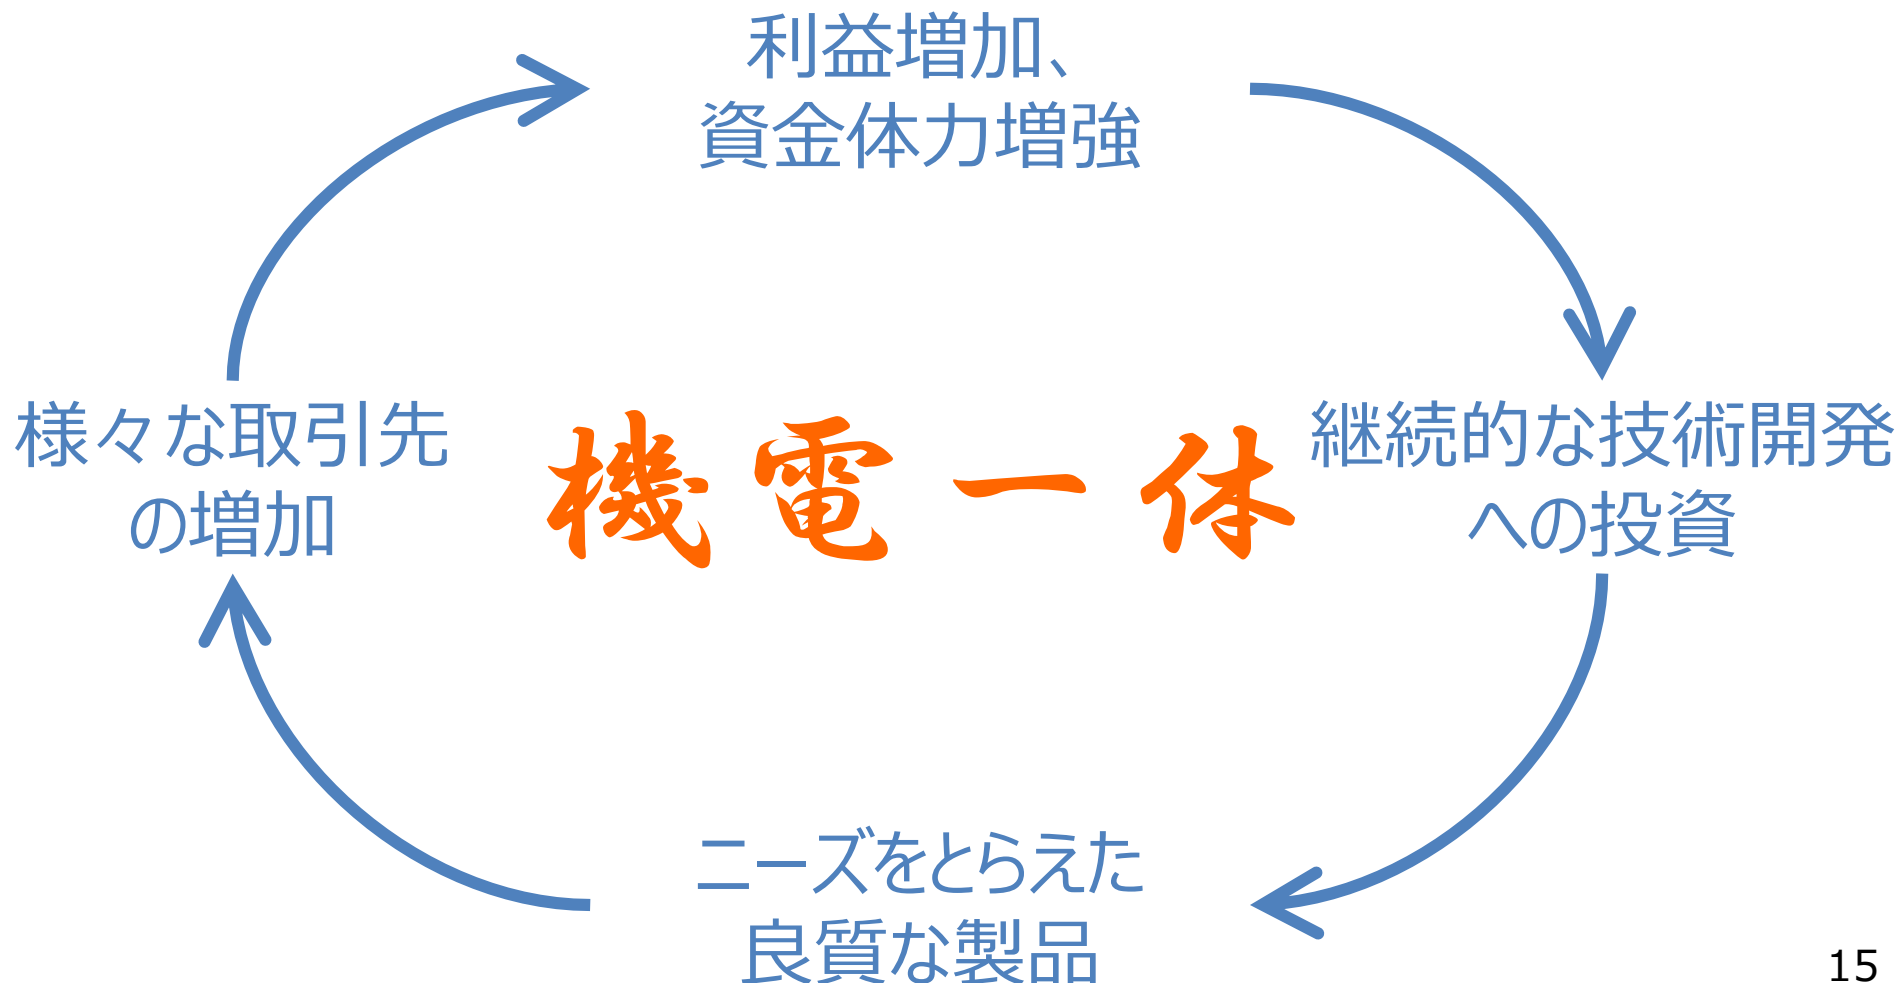 利益増加、
資金体力増強
様々な取引先
の増加
機電一体
継続的な技術開発
への投資
ニーズをとらえた
良質な製品
15